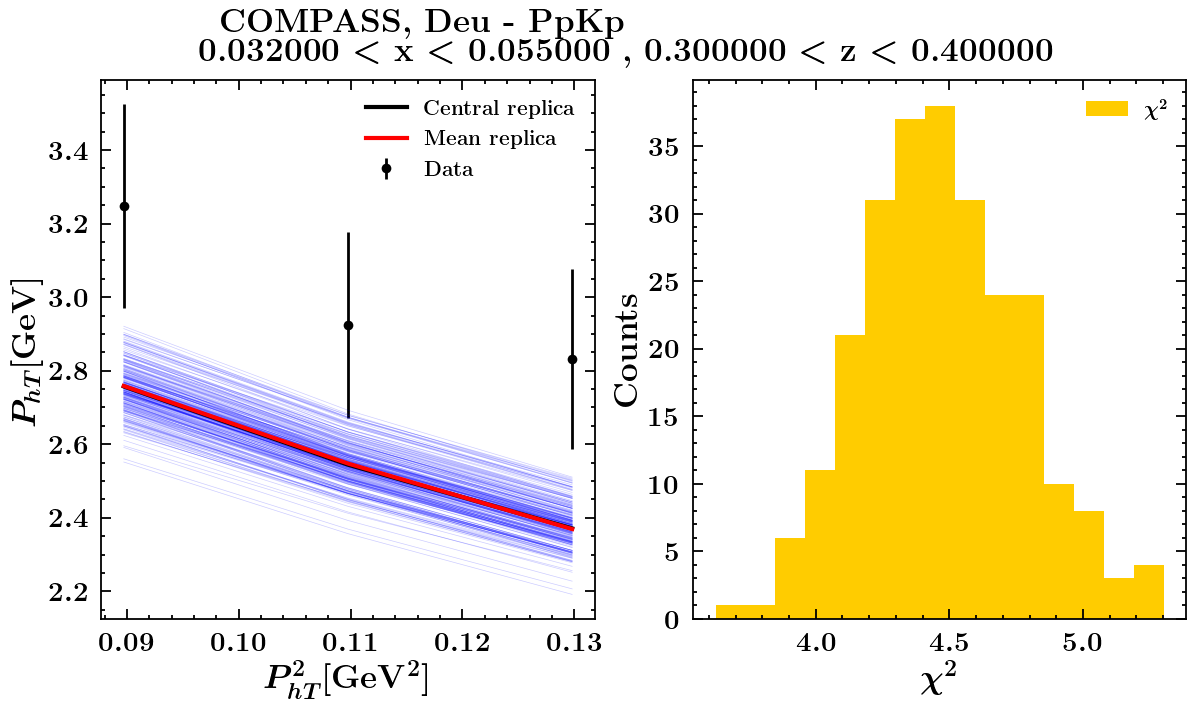 COMPASS, Deu - PpKp
0.032000 < x < 0.055000 , 0.300000 < z < 0.400000
Central replica
Mean replica
Data
3.4
3.2
3.0
2.8
2.6
2.4
2.2
P_{hT}[GeV]
0.09 0.10 0.11 0.12 0.13
P_{hT}^2[GeV^2]
χ²
35
30
25
20
15
10
5
0
Counts
4.0 4.5 5.0
χ²